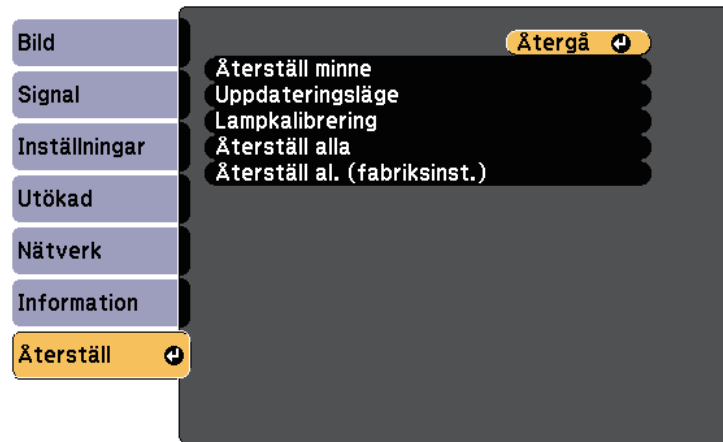 Bild
Signal
Inställningar
Utökad
Nätverk
Information
Återställ
Återgå
Återställ minne
Uppdateringsläge
Lampkalibrering
Återställ alla
Återställ al. (fabriksinst.)